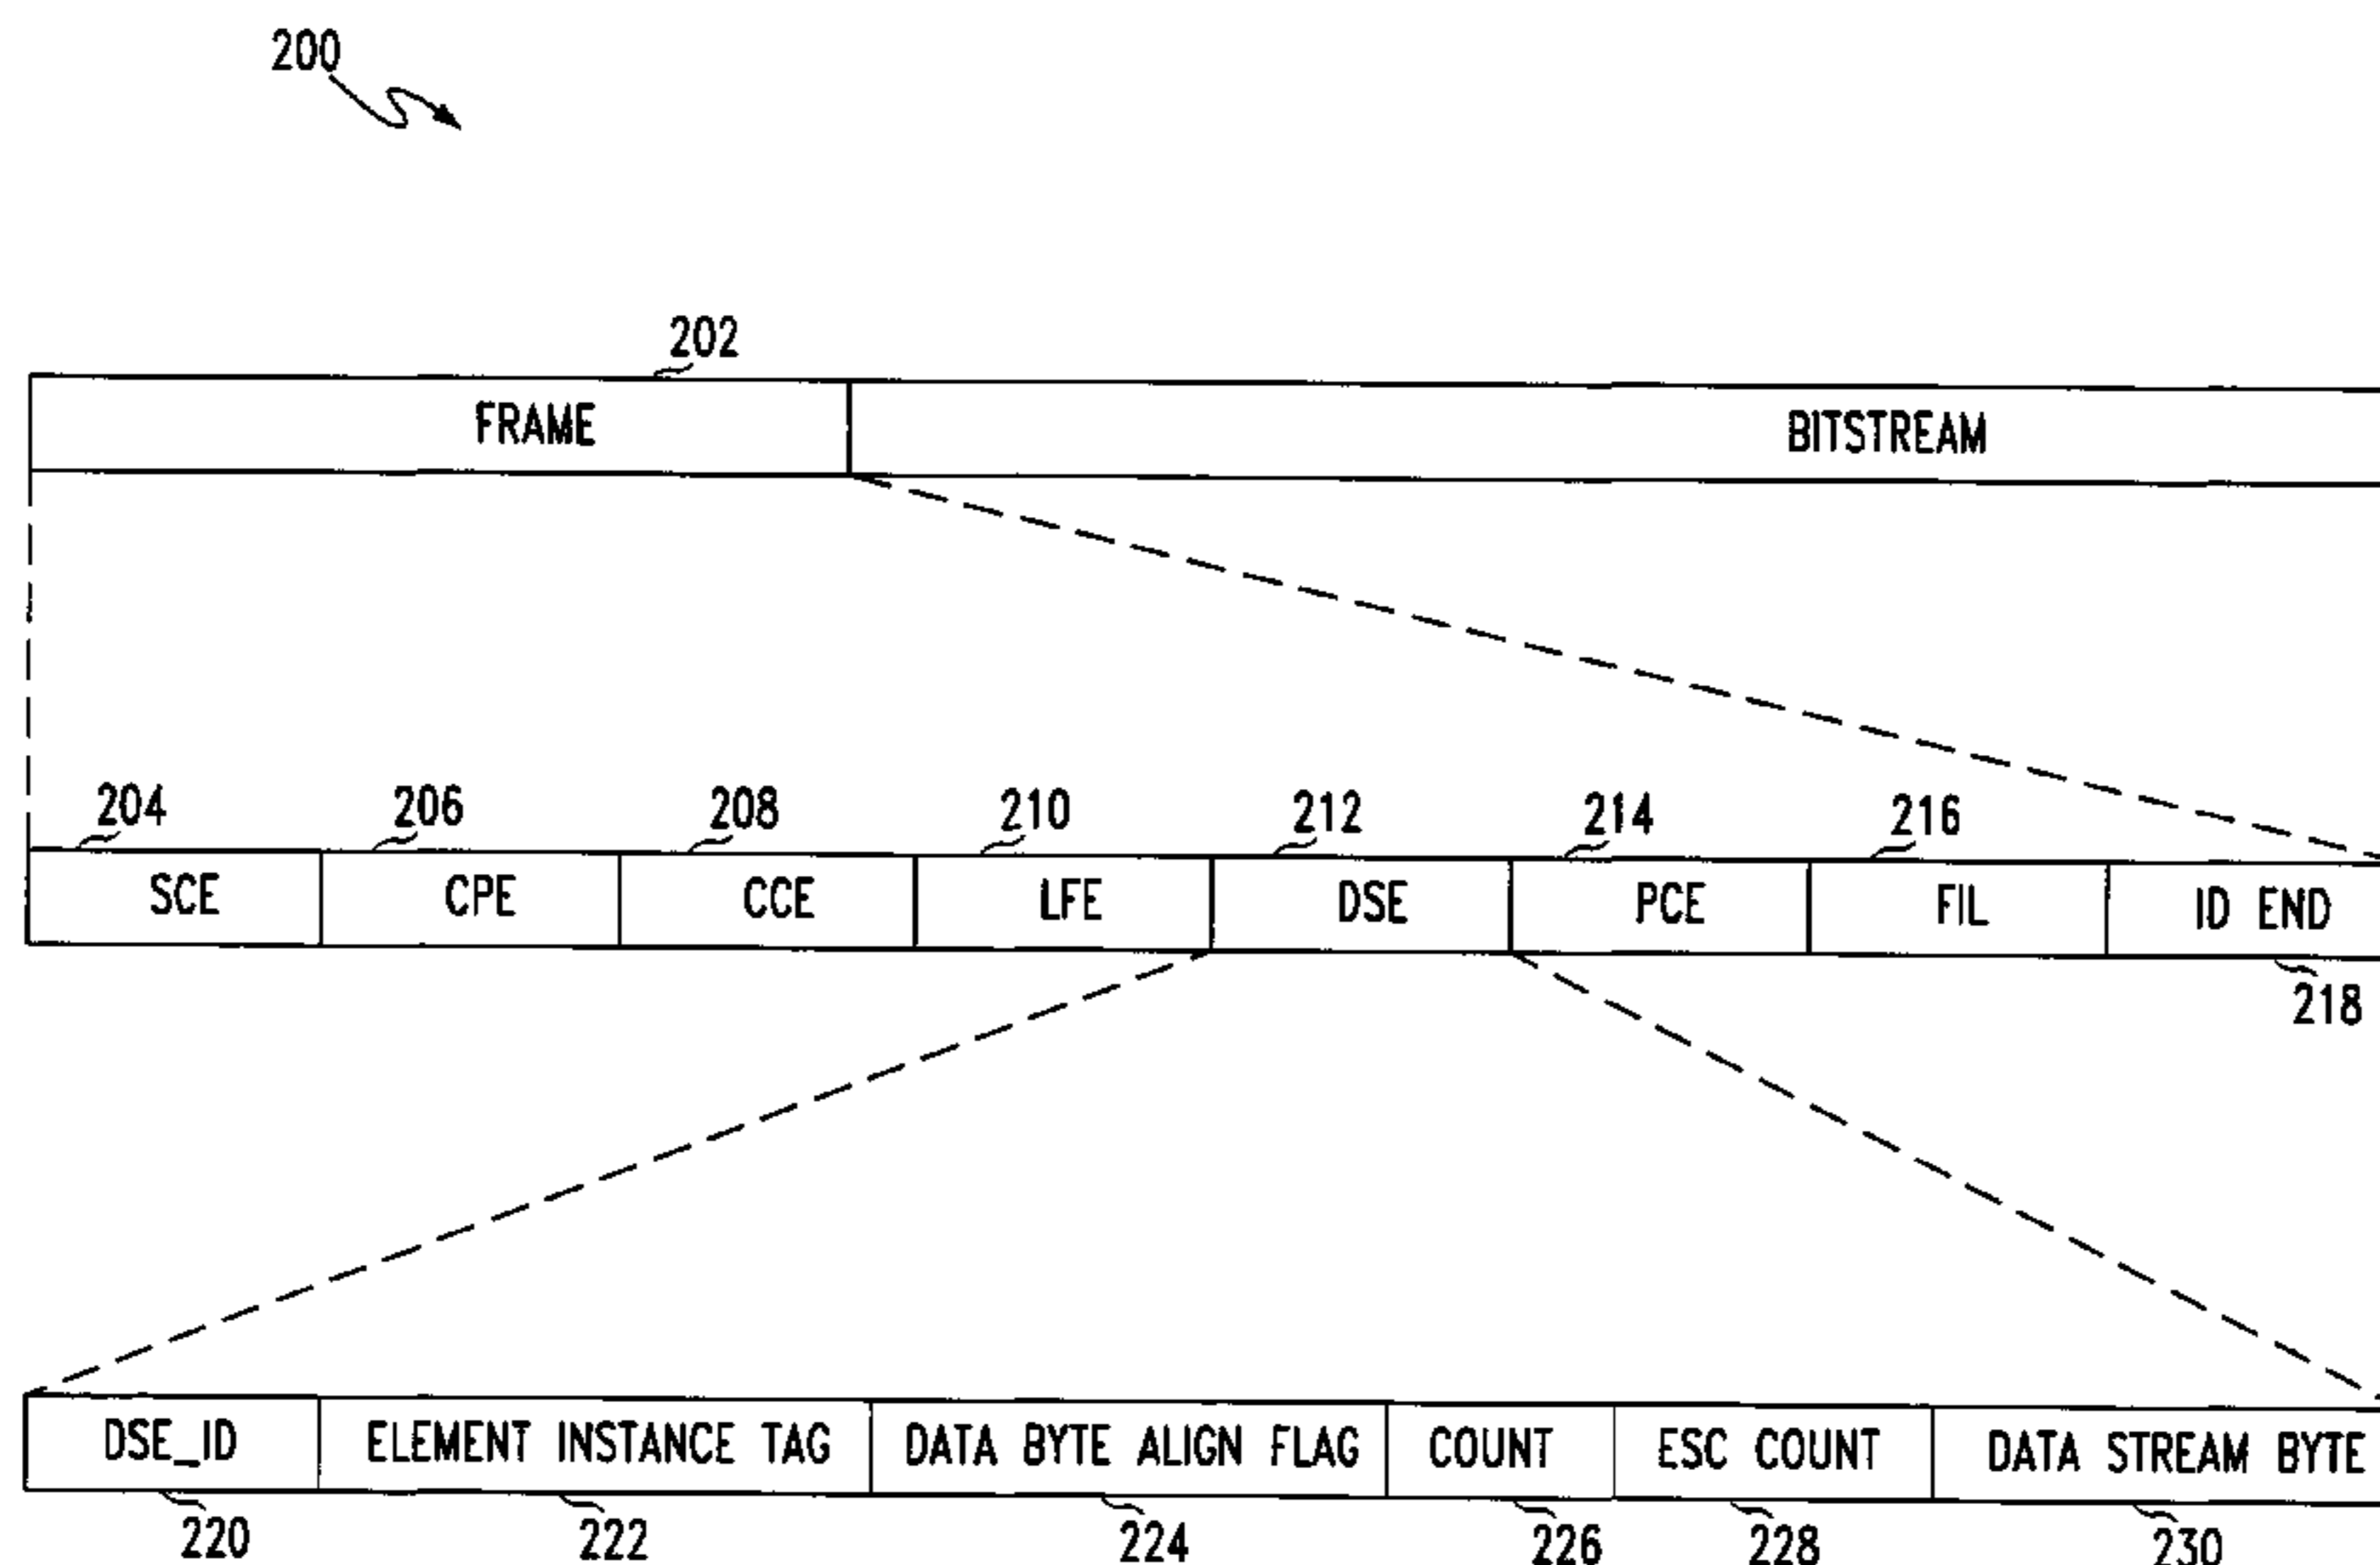 200
202
FRAME BITSTREAM
204 206 208 210 212 214 216
SCE CPE CCE LFE DSE PCE FIL ID END
218
DSE_ID ELEMENT INSTANCE TAG DATA BYTE ALIGN FLAG COUNT ESC COUNT DATA STREAM BYTE
220 222 224 226 228 230